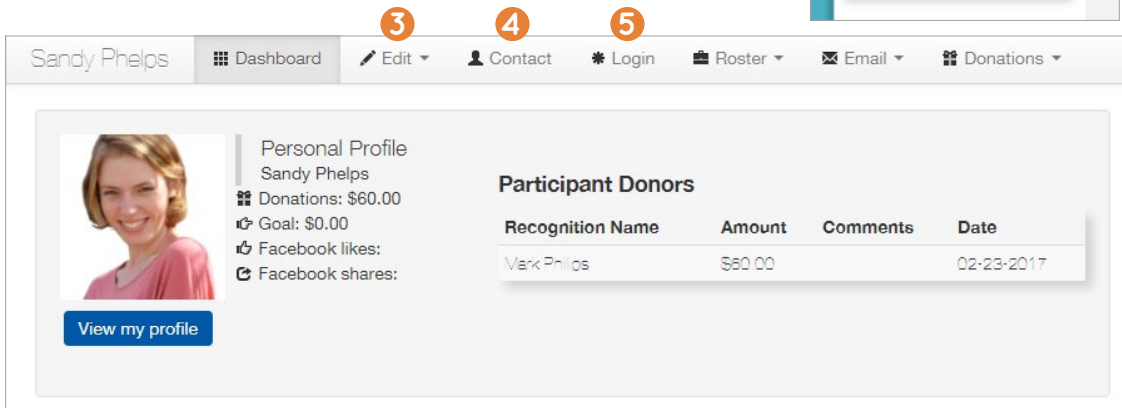 3 4 5
Sandy Phelps Dashboard Edit Contact Login Roster Email Donations
Personal Profile
Sandy Phelps
Donations: $60.00
Goal: $0.00
Facebook likes:
Facebook shares:
View my profile
Participant Donors
Recognition Name Amount Comments Date
Mark Philips $60.00 02-23-2017